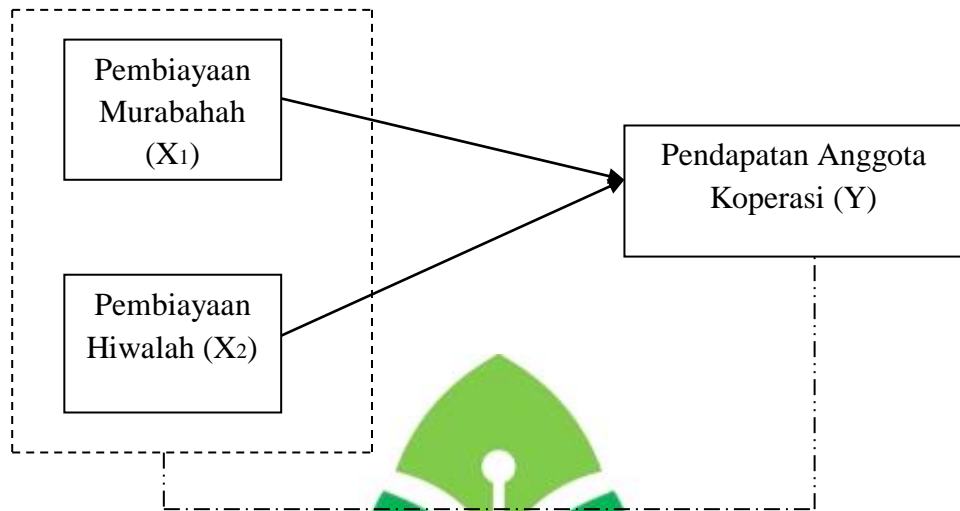 Pembiayaan
Murabahah
(X1)
Pendapatan Anggota
Koperasi (Y)
Pembiayaan
Hiwalah (X2)